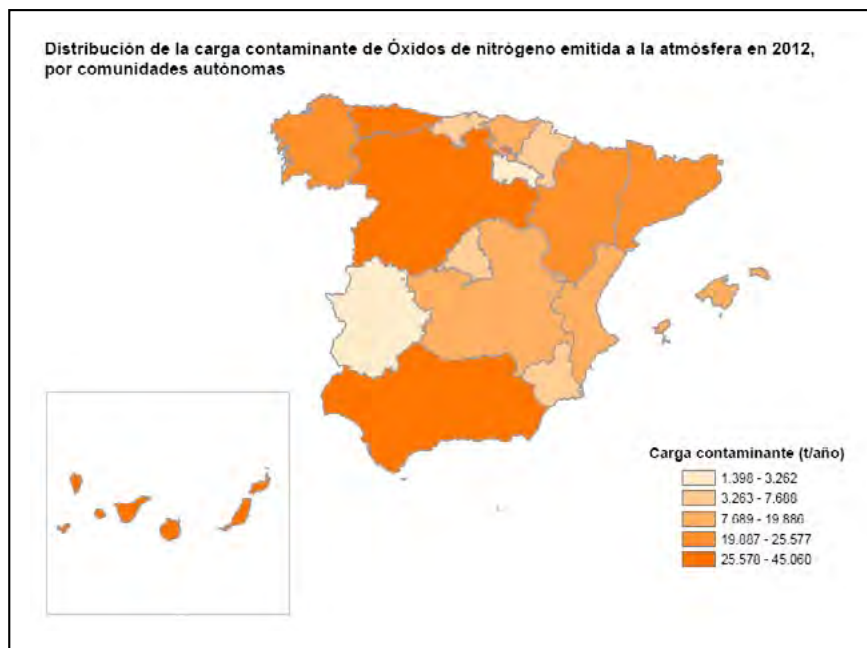 Distribución de la carga contaminante de Óxidos de nitrógeno emitida a la atmósfera en 2012,
por comunidades autónomas
Carga contaminante (t/año)
1.398 - 3.262
3.263 - 7.688
7.689 - 19.886
19.887 - 25.577
25.578 - 45.060